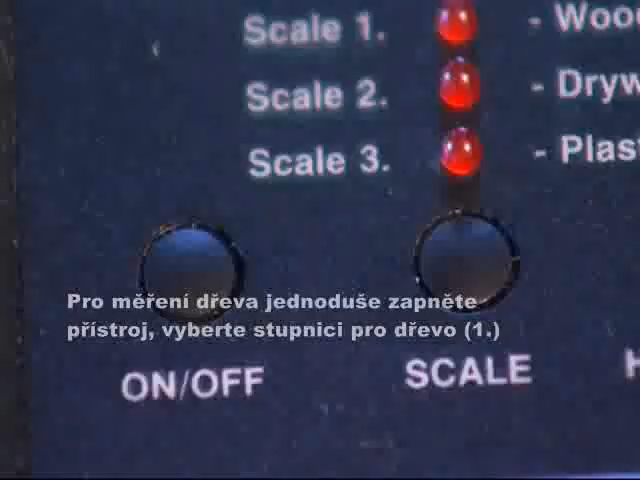 Scale 1. - Wood
Scale 2. - Dryw
Scale 3. - Plas
Pro měření dřeva jednoduše zapněte
přístroj, vyberte stupnici pro dřevo (1.)
ON/OFF SCALE H